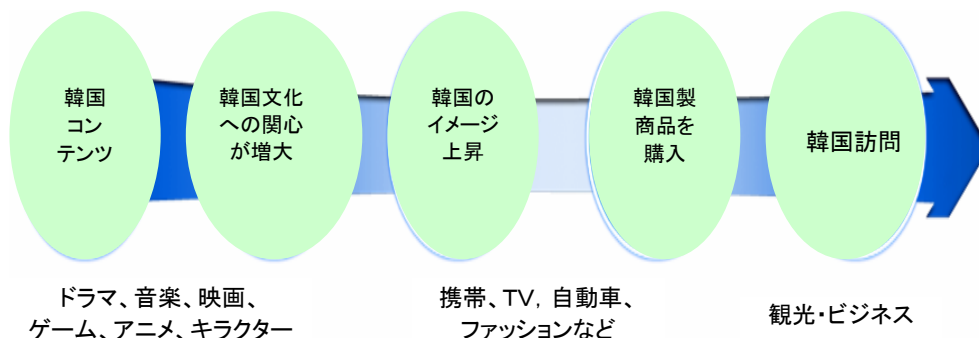 韓国
コン
テンツ
韓国文化
への関心
が増大
韓国の
イメージ
上昇
韓国製
商品を
購入
韓国訪問
ドラマ、音楽、映画、
ゲーム、アニメ、キラクター
携帯、TV, 自動車、
ファッションなど
観光・ビジネス